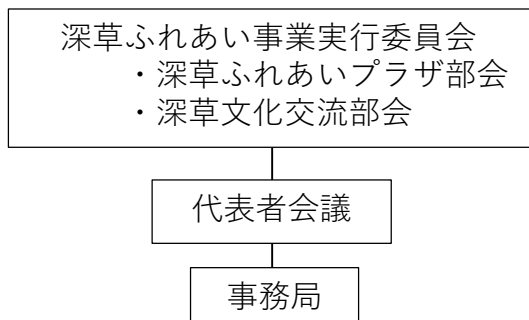 深草ふれあい事業実行委員会
・深草ふれあいプラザ部会
・深草文化交流部会
代表者会議
事務局